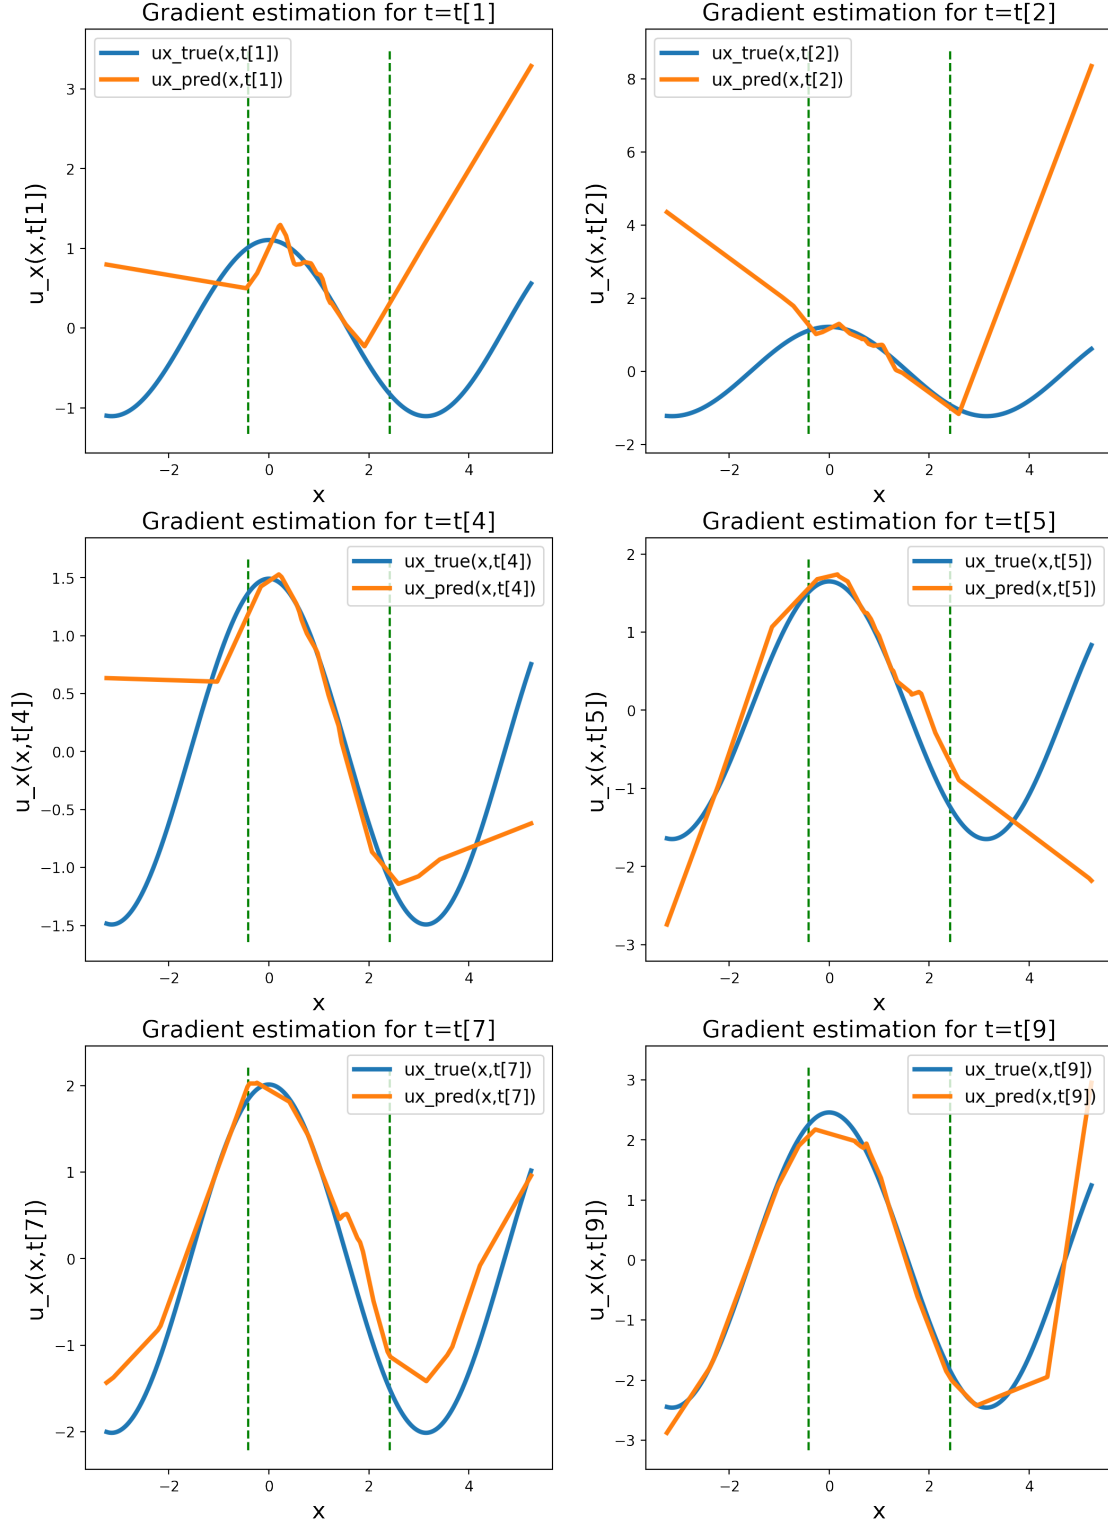 Gradient estimation for t=t[1]
ux_true(x,t[1])
ux_pred(x,t[1])
u_x(x,t[1])
3
2
1
0
−1
−2
0
2
4
x
Gradient estimation for t=t[2]
ux_true(x,t[2])
ux_pred(x,t[2])
u_x(x,t[2])
8
6
4
2
0
−2
−2
0
2
4
x
Gradient estimation for t=t[4]
ux_true(x,t[4])
ux_pred(x,t[4])
u_x(x,t[4])
1.5
1.0
0.5
0.0
−0.5
−1.0
−1.5
−2
0
2
4
x
Gradient estimation for t=t[5]
ux_true(x,t[5])
ux_pred(x,t[5])
u_x(x,t[5])
2
1
0
−1
−2
−3
−2
0
2
4
x
Gradient estimation for t=t[7]
ux_true(x,t[7])
ux_pred(x,t[7])
u_x(x,t[7])
2
1
0
−1
−2
−2
0
2
4
x
Gradient estimation for t=t[9]
ux_true(x,t[9])
ux_pred(x,t[9])
u_x(x,t[9])
3
2
1
0
−1
−2
−3
−2
0
2
4
x